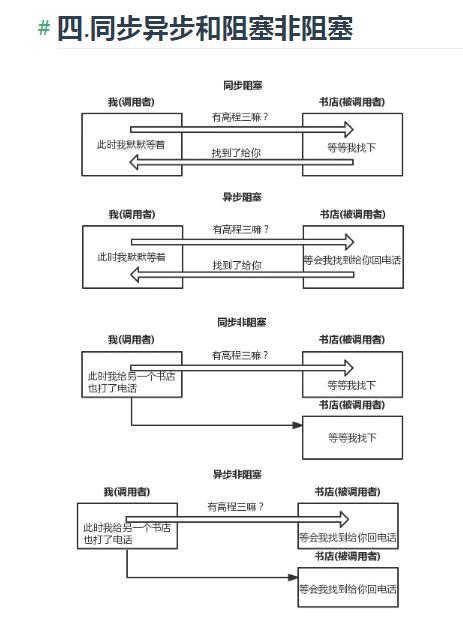 # 四.同步异步和阻塞非阻塞
同步阻塞
我(调用者)
书店(被调用者)
有高程三嘛？
此时我默默等着
等等我找下
找到了给你
异步阻塞
我(调用者)
书店(被调用者)
有高程三嘛？
此时我默默等着
等会我找到给你回电话
找到了给你
同步非阻塞
我(调用者)
书店(被调用者)
有高程三嘛？
此时我给另一个书店
也打了电话
等等我找下
书店(被调用者)
等等我找下
异步非阻塞
我(调用者)
书店(被调用者)
有高程三嘛？
此时我给另一个书店
也打了电话
等会我找到给你回电话
书店(被调用者)
等会我找到给你回电话